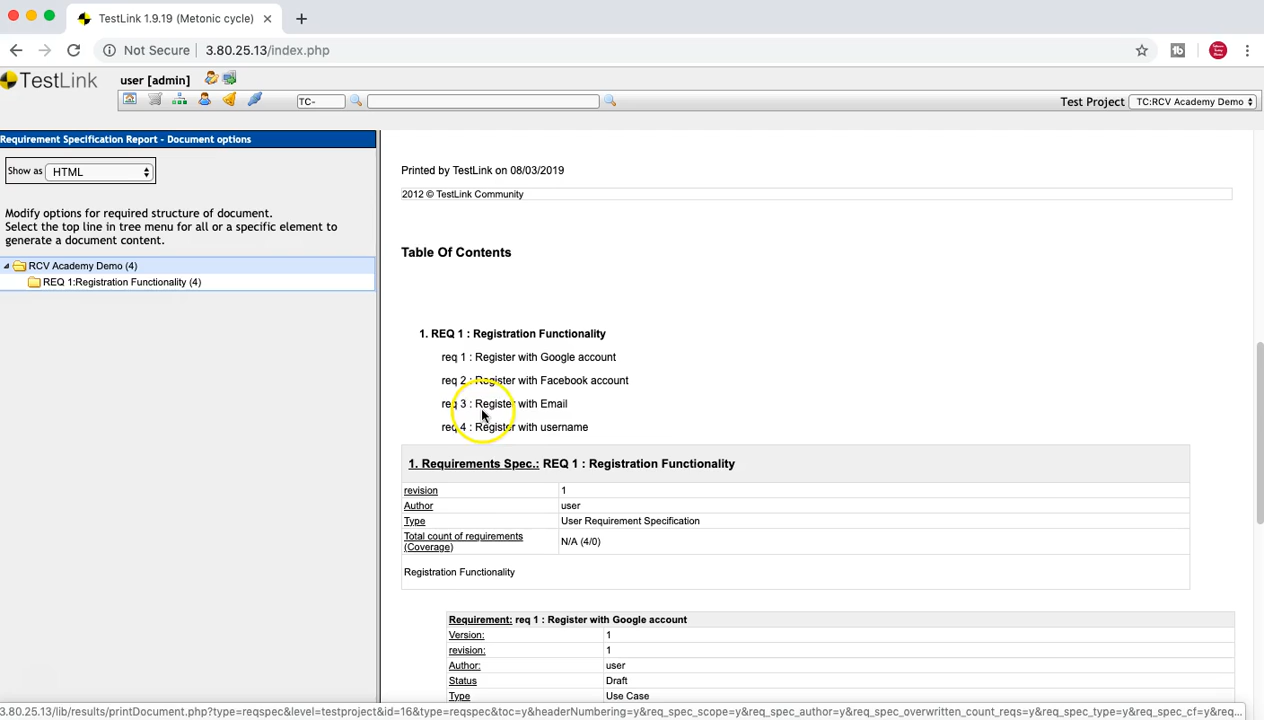 TestLink 1.9.19 (Metonic cycle)
Not Secure 3.80.25.13/index.php
TestLink
user [admin]
TC-
Test Project TC:RCV Academy Demo
Requirement Specification Report - Document options
Show as HTML
Modify options for required structure of document.
Select the top line in tree menu for all or a specific element to
generate a document content.
RCV Academy Demo (4)
REQ 1:Registration Functionality (4)
Printed by TestLink on 08/03/2019
2012 © TestLink Community
Table Of Contents
1. REQ 1 : Registration Functionality
req 1 : Register with Google account
req 2 : Register with Facebook account
req 3 : Register with Email
req 4 : Register with username
1. Requirements Spec.: REQ 1 : Registration Functionality
revision 1
Author user
Type User Requirement Specification
Total count of requirements
(Coverage) N/A (4/0)
Registration Functionality
Requirement: req 1 : Register with Google account
Version: 1
revision: 1
Author: user
Status Draft
Type Use Case
3.80.25.13/lib/results/printDocument.php?type=reqspec&level=testproject&id=16&type=reqspec&toc=y&headerNumbering=y&req_spec_scope=y&req_spec_author=y&req_spec_overwritten_count_reqs=y&req_spec_type=y&req_spec_cf=y&req...